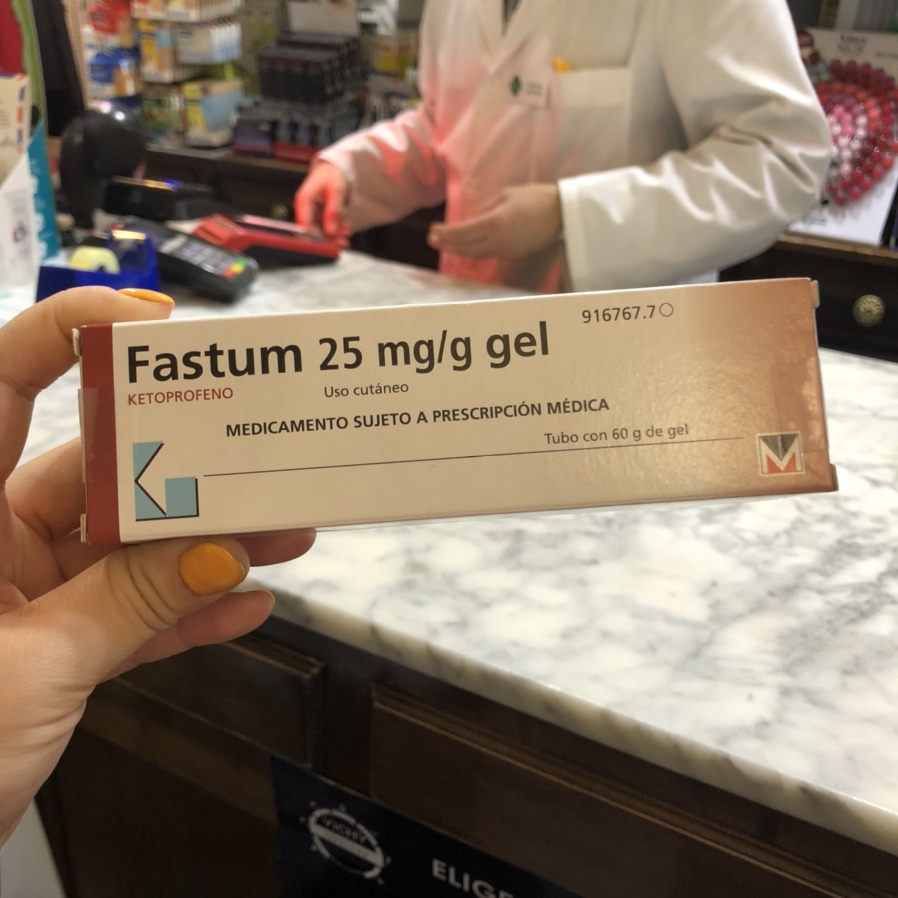 916767.7
Fastum 25 mg/g gel
KETOPROFENO
Uso cutáneo
MEDICAMENTO SUJETO A PRESCRIPCIÓN MÉDICA
Tubo con 60 g de gel
VICHY
ELIGE